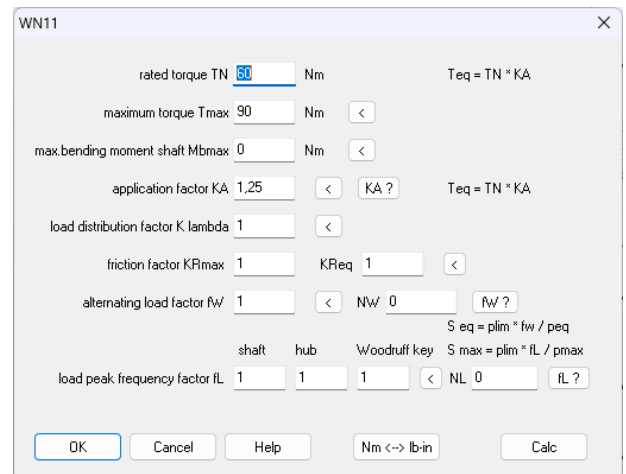 WN11
rated torque TN 60 Nm Teq = TN * KA
maximum torque Tmax 90 Nm <
max.bending moment shaft Mbmax 0 Nm <
application factor KA 1,25 < KA ? Teq = TN * KA
load distribution factor K lambda 1 <
friction factor KRmax 1 KReq 1 <
alternating load factor fW 1 < NW 0 fW ?
S eq = plim * fw / peq
shaft hub Woodruff key S max = plim * fL / pmax
load peak frequency factor fL 1 1 1 < NL 0 fL ?
OK Cancel Help Nm <--> lb-in Calc